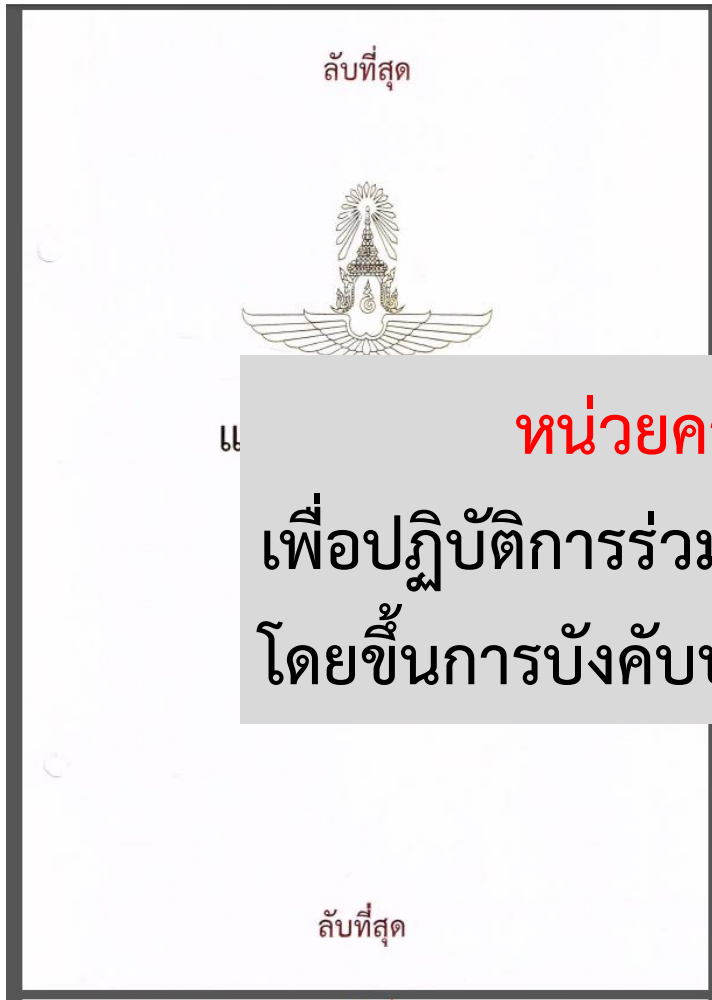 ลับที่สุด
แ
หน่วยค
เพื่อปฏิบัติการร่วม
โดยขึ้นการบังคับ
ลับที่สุด